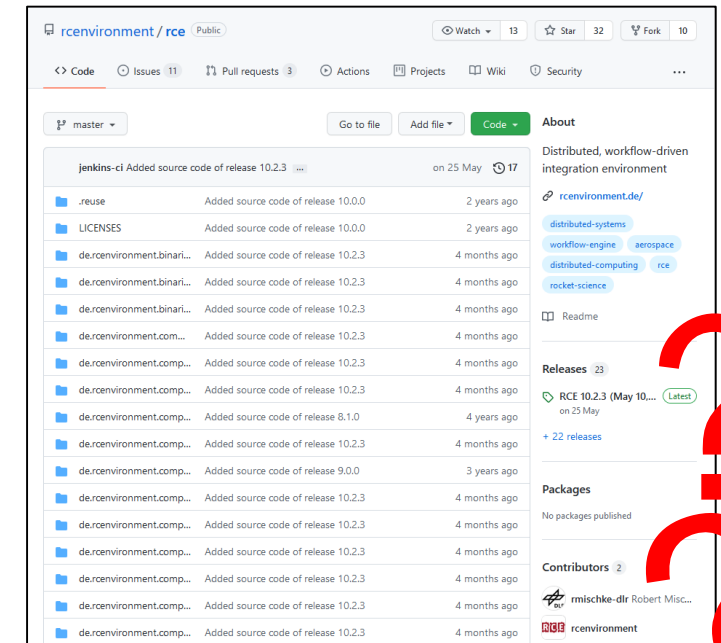 rcenvironment / rce Public
Watch 13 Star 32 Fork 10
Code Issues 11 Pull requests 3 Actions Projects Wiki Security ...
master Go to file Add file Code
jenkins-ci Added source code of release 10.2.3 ... on 25 May 17
.reuse Added source code of release 10.0.0 2 years ago
LICENSES Added source code of release 10.0.0 2 years ago
de.rcenvironment.binari... Added source code of release 10.2.3 4 months ago
de.rcenvironment.binari... Added source code of release 10.2.3 4 months ago
de.rcenvironment.binari... Added source code of release 10.2.3 4 months ago
de.rcenvironment.com... Added source code of release 10.2.3 4 months ago
de.rcenvironment.comp... Added source code of release 10.2.3 4 months ago
de.rcenvironment.comp... Added source code of release 10.2.3 4 months ago
de.rcenvironment.comp... Added source code of release 8.1.0 4 years ago
de.rcenvironment.comp... Added source code of release 10.2.3 4 months ago
de.rcenvironment.comp... Added source code of release 9.0.0 3 years ago
de.rcenvironment.comp... Added source code of release 10.2.3 4 months ago
de.rcenvironment.comp... Added source code of release 10.2.3 4 months ago
de.rcenvironment.comp... Added source code of release 10.2.3 4 months ago
de.rcenvironment.comp... Added source code of release 10.2.3 4 months ago
de.rcenvironment.comp... Added source code of release 10.2.3 4 months ago
de.rcenvironment.comp... Added source code of release 10.2.3 4 months ago
About
Distributed, workflow-driven
integration environment
rcenvironment.de/
distributed-systems
workflow-engine aerospace
distributed-computing rce
rocket-science
Readme
Releases 23
RCE 10.2.3 (May 10,... Latest
on 25 May
+ 22 releases
Packages
No packages published
Contributors 2
DLR rmischke-dlr Robert Misc...
RCE rcenvironment